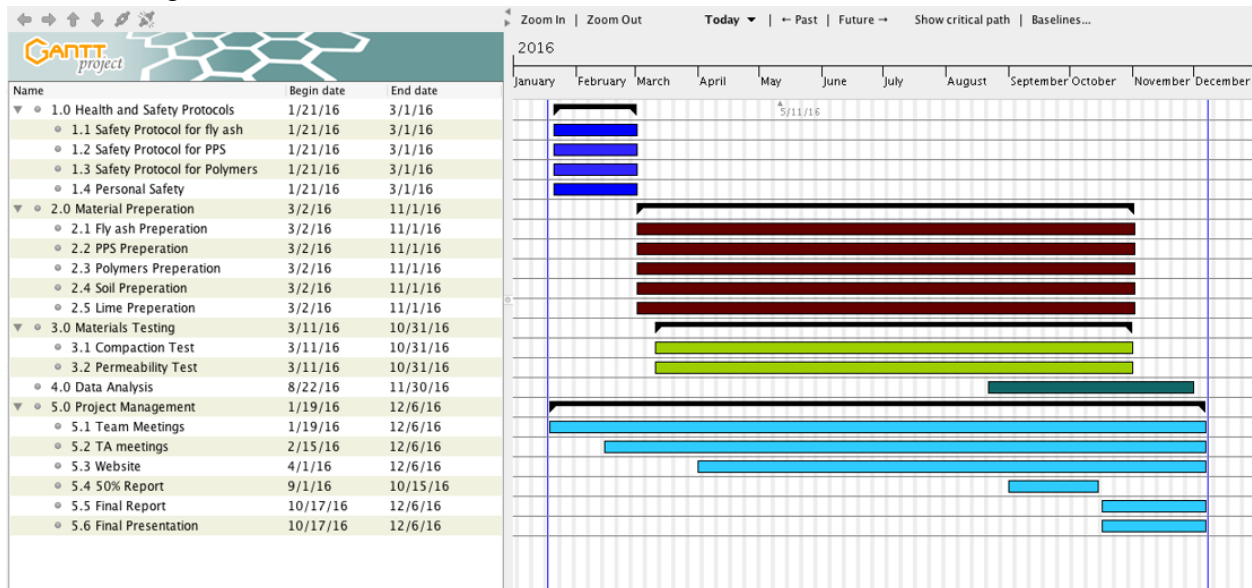 Zoom In | Zoom Out Today ▼ | ← Past | Future → Show critical path | Baselines...
GANTT
project
2016
January February March April May June July August September October November December
Name Begin date End date
1.0 Health and Safety Protocols 1/21/16 3/1/16
5/11/16
1.1 Safety Protocol for fly ash 1/21/16 3/1/16
1.2 Safety Protocol for PPS 1/21/16 3/1/16
1.3 Safety Protocol for Polymers 1/21/16 3/1/16
1.4 Personal Safety 1/21/16 3/1/16
2.0 Material Preperation 3/2/16 11/1/16
2.1 Fly ash Preperation 3/2/16 11/1/16
2.2 PPS Preperation 3/2/16 11/1/16
2.3 Polymers Preperation 3/2/16 11/1/16
2.4 Soil Preperation 3/2/16 11/1/16
2.5 Lime Preperation 3/2/16 11/1/16
3.0 Materials Testing 3/11/16 10/31/16
3.1 Compaction Test 3/11/16 10/31/16
3.2 Permeability Test 3/11/16 10/31/16
4.0 Data Analysis 8/22/16 11/30/16
5.0 Project Management 1/19/16 12/6/16
5.1 Team Meetings 1/19/16 12/6/16
5.2 TA meetings 2/15/16 12/6/16
5.3 Website 4/1/16 12/6/16
5.4 50% Report 9/1/16 10/15/16
5.5 Final Report 10/17/16 12/6/16
5.6 Final Presentation 10/17/16 12/6/16